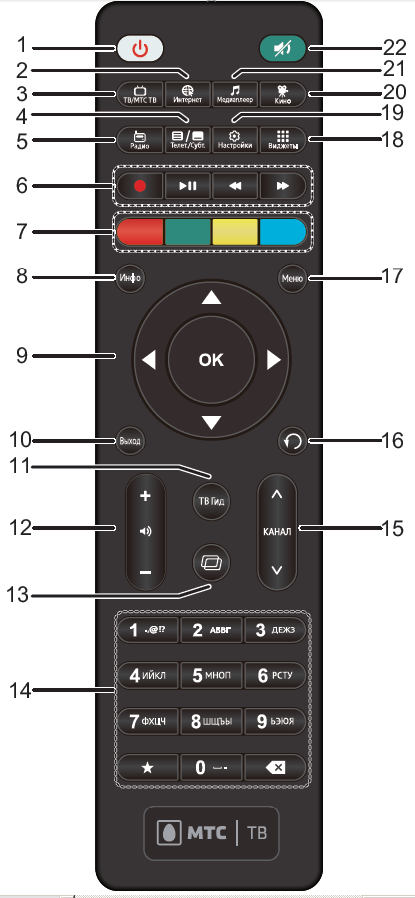 1
22
2
21
3
ТВ/МТС ТВ
Интернет
Медиаплеер
Кино
20
4
19
5
Радио
Телет./Субт.
Настройки
Виджеты
18
6
7
8
Инфо
Меню
17
9
OK
10
Выход
16
11
ТВ Гид
12
+
−
КАНАЛ
15
13
14
1 .,@!?
2 АБВГ
3 ДЕЖЗ
4 ИЙКЛ
5 МНОП
6 РСТУ
7 ФХЦЧ
8 ШЩЪЫ
9 ЬЭЮЯ
★
0
МТС | ТВ